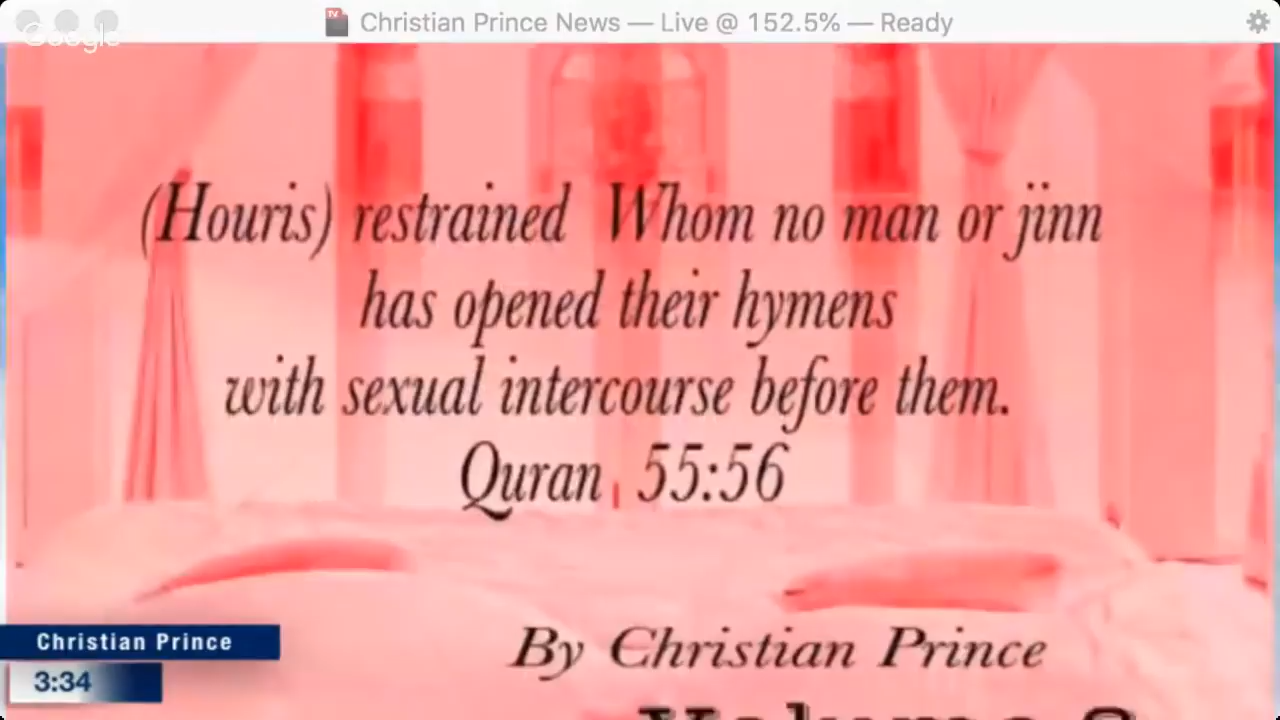 Christian Prince News — Live @ 152.5% — Ready
Google
(Houris) restrained Whom no man or jinn
has opened their hymens
with sexual intercourse before them.
Quran 55:56
Christian Prince
3:34
By Christian Prince